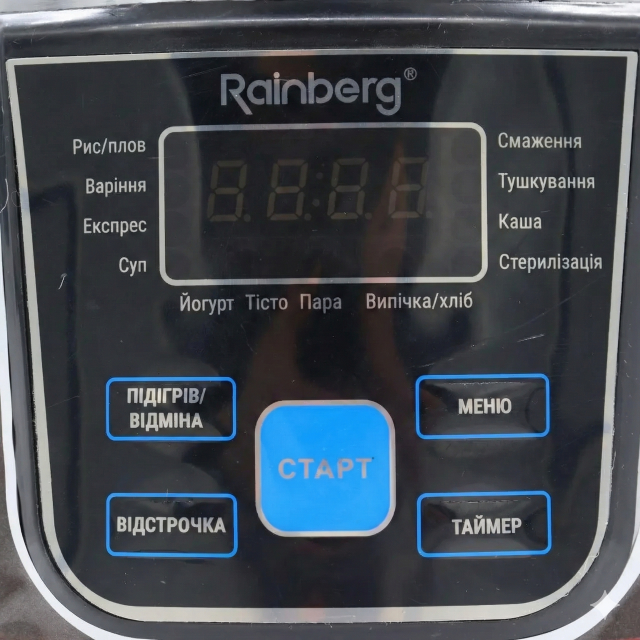 Rainberg®
Рис/плов
Варіння
Експрес
Суп
Смаження
Тушкування
Каша
Стерилізація
Йогурт Тісто Пара Випічка/хліб
ПІДІГРІВ/
ВІДМІНА
МЕНЮ
СТАРТ
ВІДСТРОЧКА
ТАЙМЕР